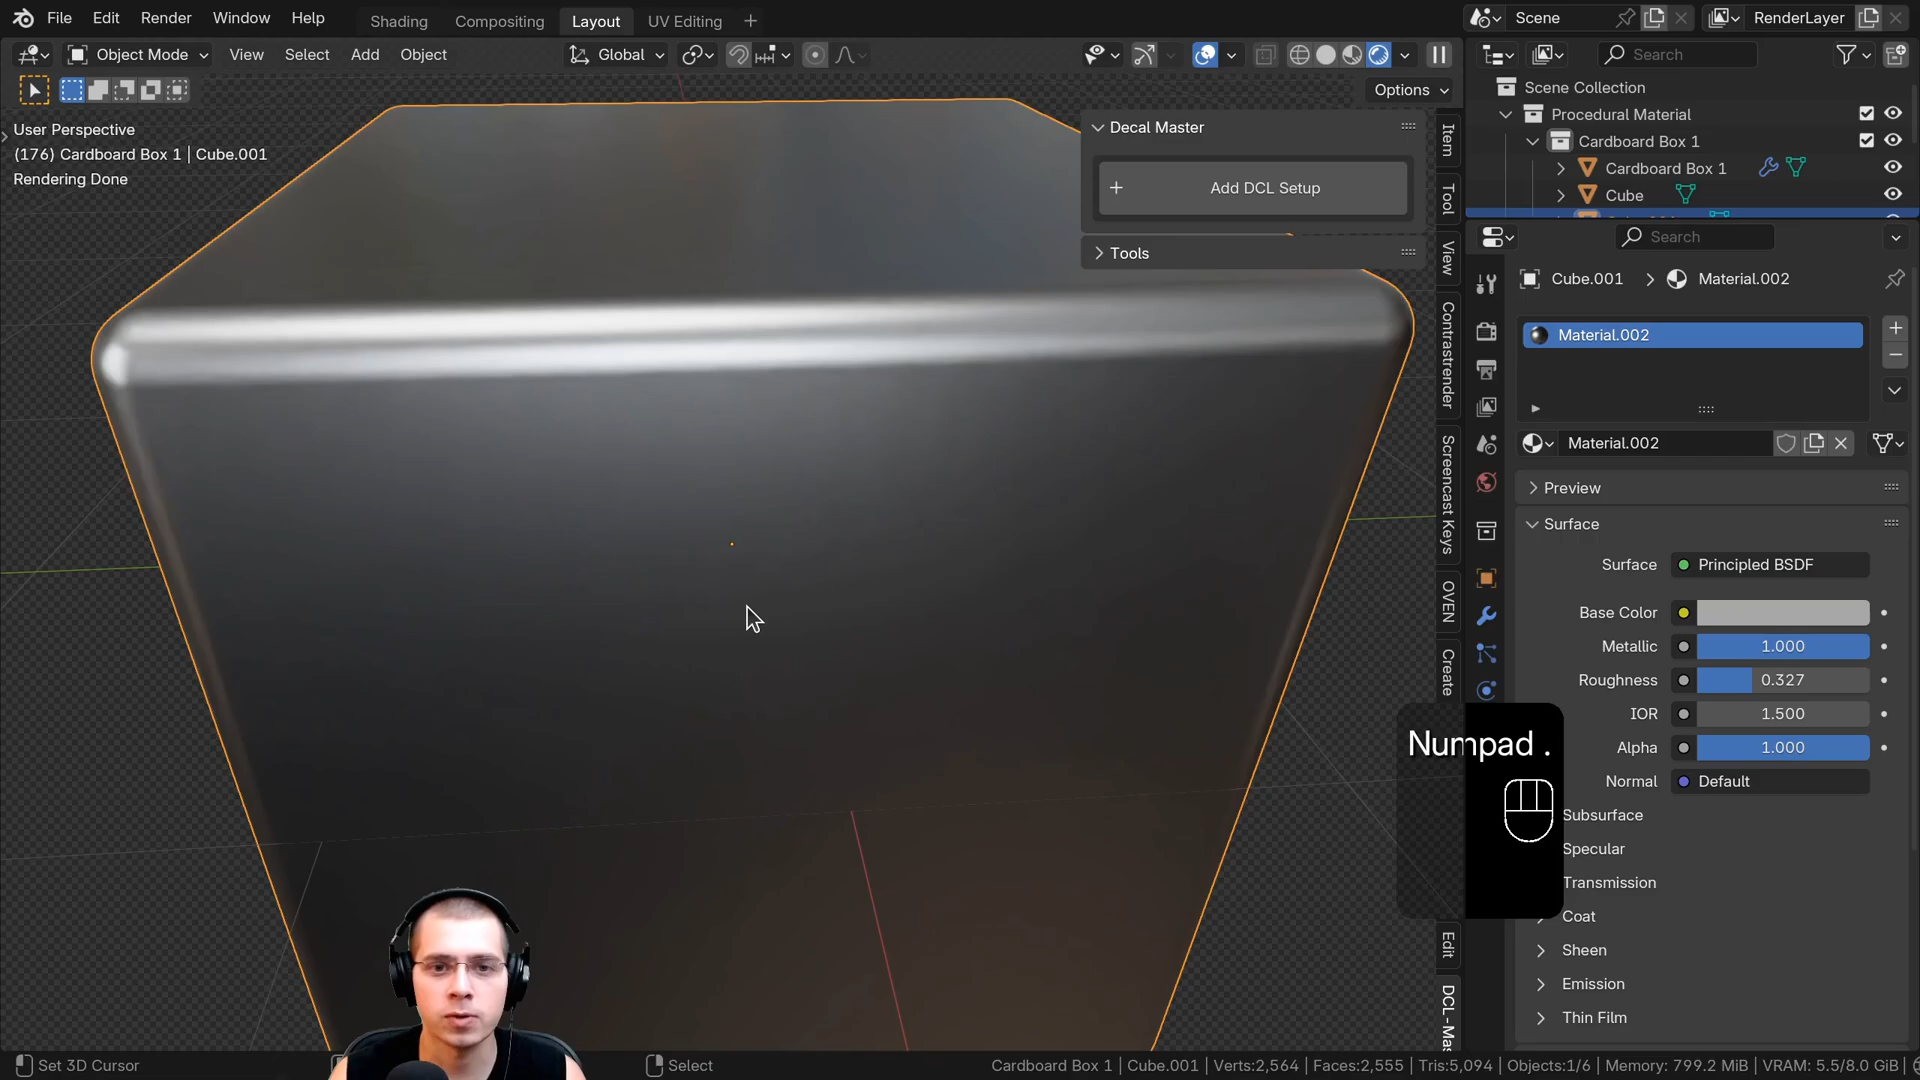 File Edit Render Window Help Shading Compositing Layout UV Editing + Scene RenderLayer
Object Mode View Select Add Object Global Search
Options
User Perspective
(176) Cardboard Box 1 | Cube.001
Rendering Done
Decal Master
Add DCL Setup
Tools
Item
Tool
View
Contrastrender
Screencast Keys
OVEN
Create
Edit
DCL-Mas
Scene Collection
Procedural Material
Cardboard Box 1
Cardboard Box 1
Cube
Search
Cube.001 > Material.002
Material.002
Material.002
Preview
Surface
Surface Principled BSDF
Base Color
Metallic 1.000
Roughness 0.327
IOR 1.500
Alpha 1.000
Normal Default
Subsurface
Specular
Transmission
Coat
Sheen
Emission
Thin Film
Numpad .
Set 3D Cursor Select Cardboard Box 1 | Cube.001 | Verts:2,564 | Faces:2,555 | Tris:5,094 | Objects:1/6 | Memory: 799.2 MiB | VRAM: 5.5/8.0 GiB |